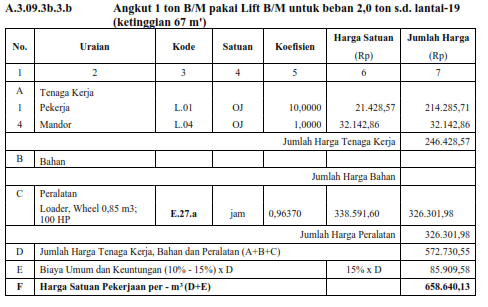 A.3.09.3b.3.b Angkut 1 ton B/M pakai Lift B/M untuk beban 2,0 ton s.d. lantai-19
(ketinggian 67 m')
No. Uraian Kode Satuan Koefisien Harga Satuan (Rp) Jumlah Harga (Rp)
1 2 3 4 5 6 7
A Tenaga Kerja
1 Pekerja L.01 OJ 10,0000 21.428,57 214.285,71
4 Mandor L.04 OJ 1,0000 32.142,86 32.142,86
Jumlah Harga Tenaga Kerja 246.428,57
B Bahan
Jumlah Harga Bahan
C Peralatan
Loader, Wheel 0,85 m3; E.27.a jam 0,96370 338.591,60 326.301,98
100 HP
Jumlah Harga Peralatan 326.301,98
D Jumlah Harga Tenaga Kerja, Bahan dan Peralatan (A+B+C) 572.730,55
E Biaya Umum dan Keuntungan (10% - 15%) x D 15% x D 85.909,58
F Harga Satuan Pekerjaan per - m³ (D+E) 658.640,13